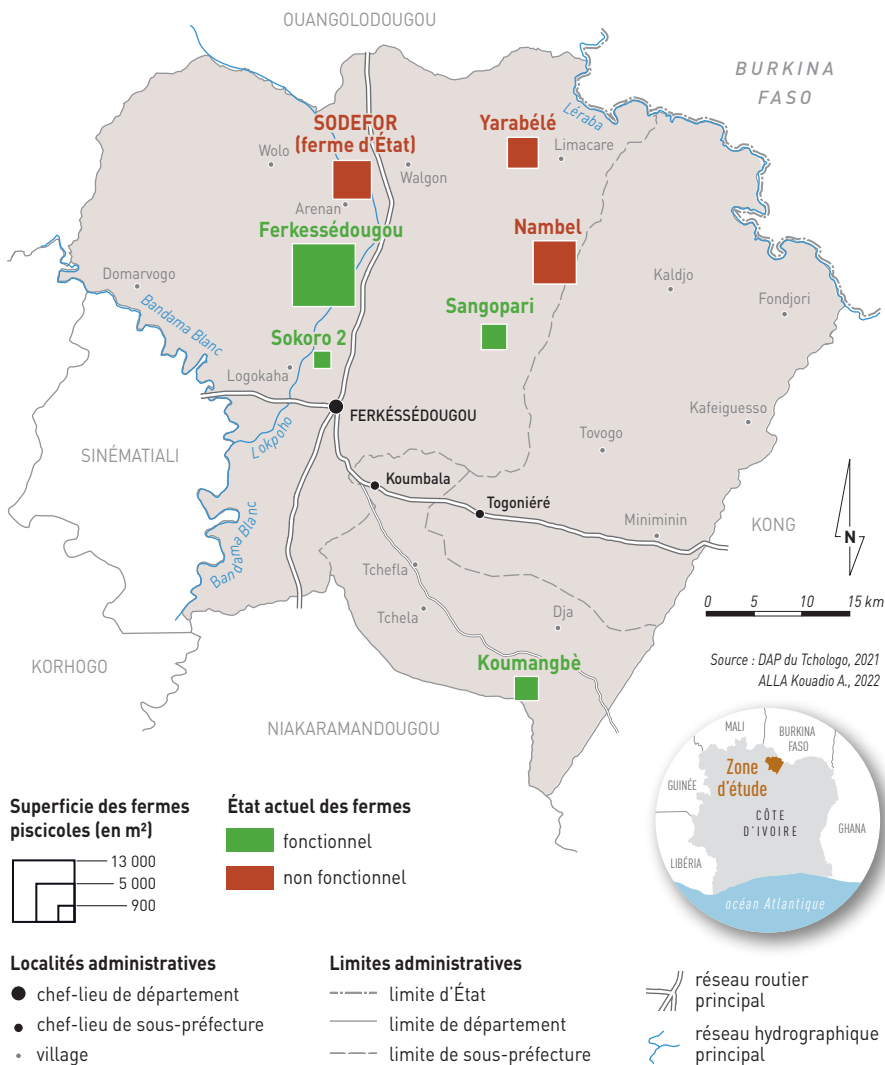 OUANGOLODOUGOU
BURKINA
FASO
SODEFOR
(ferme d'État)
Yarabélé
Léraba
Wolo
Limacare
Walgon
Arenan
Ferkessédougou
Nambel
Domarvogo
Kaldjo
Fondjori
Bandama Blanc
Sangopari
Sokoro 2
Logokaha
FERKÉSSÉDOUGOU
Kafeiguesso
Lokpoho
Tovogo
SINÉMATIALI
Koumbala
Togoniéré
Miniminin
KONG
N
Bandama Blanc
Tchefla
Tchela
Dja
0 5 10 15 km
KORHOGO
Koumangbè
Source : DAP du Tchologo, 2021
ALLA Kouadio A., 2022
NIAKARAMANDOUGOU
MALI
BURKINA
FASO
Zone
d'étude
GUINÉE
CÔTE
D'IVOIRE
GHANA
LIBÉRIA
océan Atlantique
Superficie des fermes
piscicoles (en m²)
13 000
5 000
900
État actuel des fermes
fonctionnel
non fonctionnel
Localités administratives
chef-lieu de département
chef-lieu de sous-préfecture
village
Limites administratives
limite d'État
limite de département
limite de sous-préfecture
réseau routier
principal
réseau hydrographique
principal